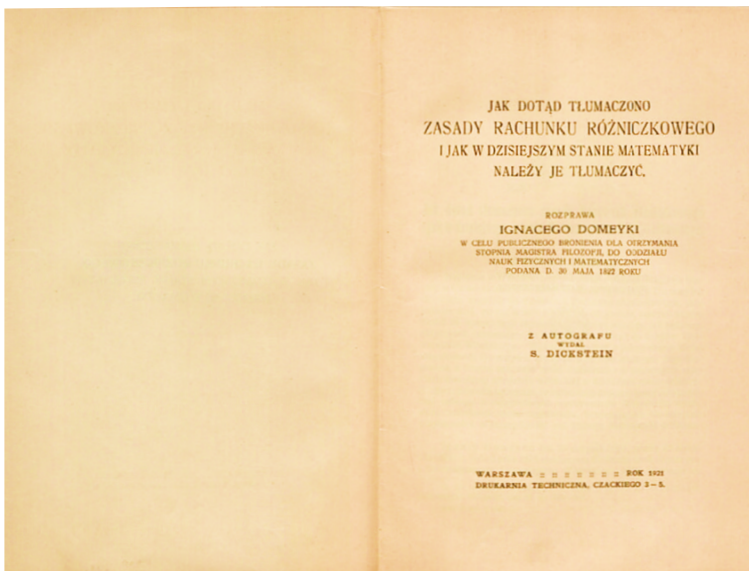 JAK DOTĄD TŁUMACZONO
ZASADY RACHUNKU RÓŻNICZKOWEGO
I JAK W DZISIEJSZYM STANIE MATEMATYKI
NALEŻY JE TŁUMACZYĆ.
ROZPRAWA
IGNACEGO DOMEYKI
W CELU PUBLICZNEGO BRONIENIA DLA OTRZYMANIA
STOPNIA MAGISTRA FILOZOFJI, DO ODDZIAŁU
NAUK FIZYCZNYCH I MATEMATYCZNYCH
PODANA D. 30 MAJA 1822 ROKU
Z AUTOGRAFU
WYDAŁ
S. DICKSTEIN
WARSZAWA :: :: :: :: :: :: :: ROK 1921
DRUKARNIA TECHNICZNA, CZACKIEGO 3–5.